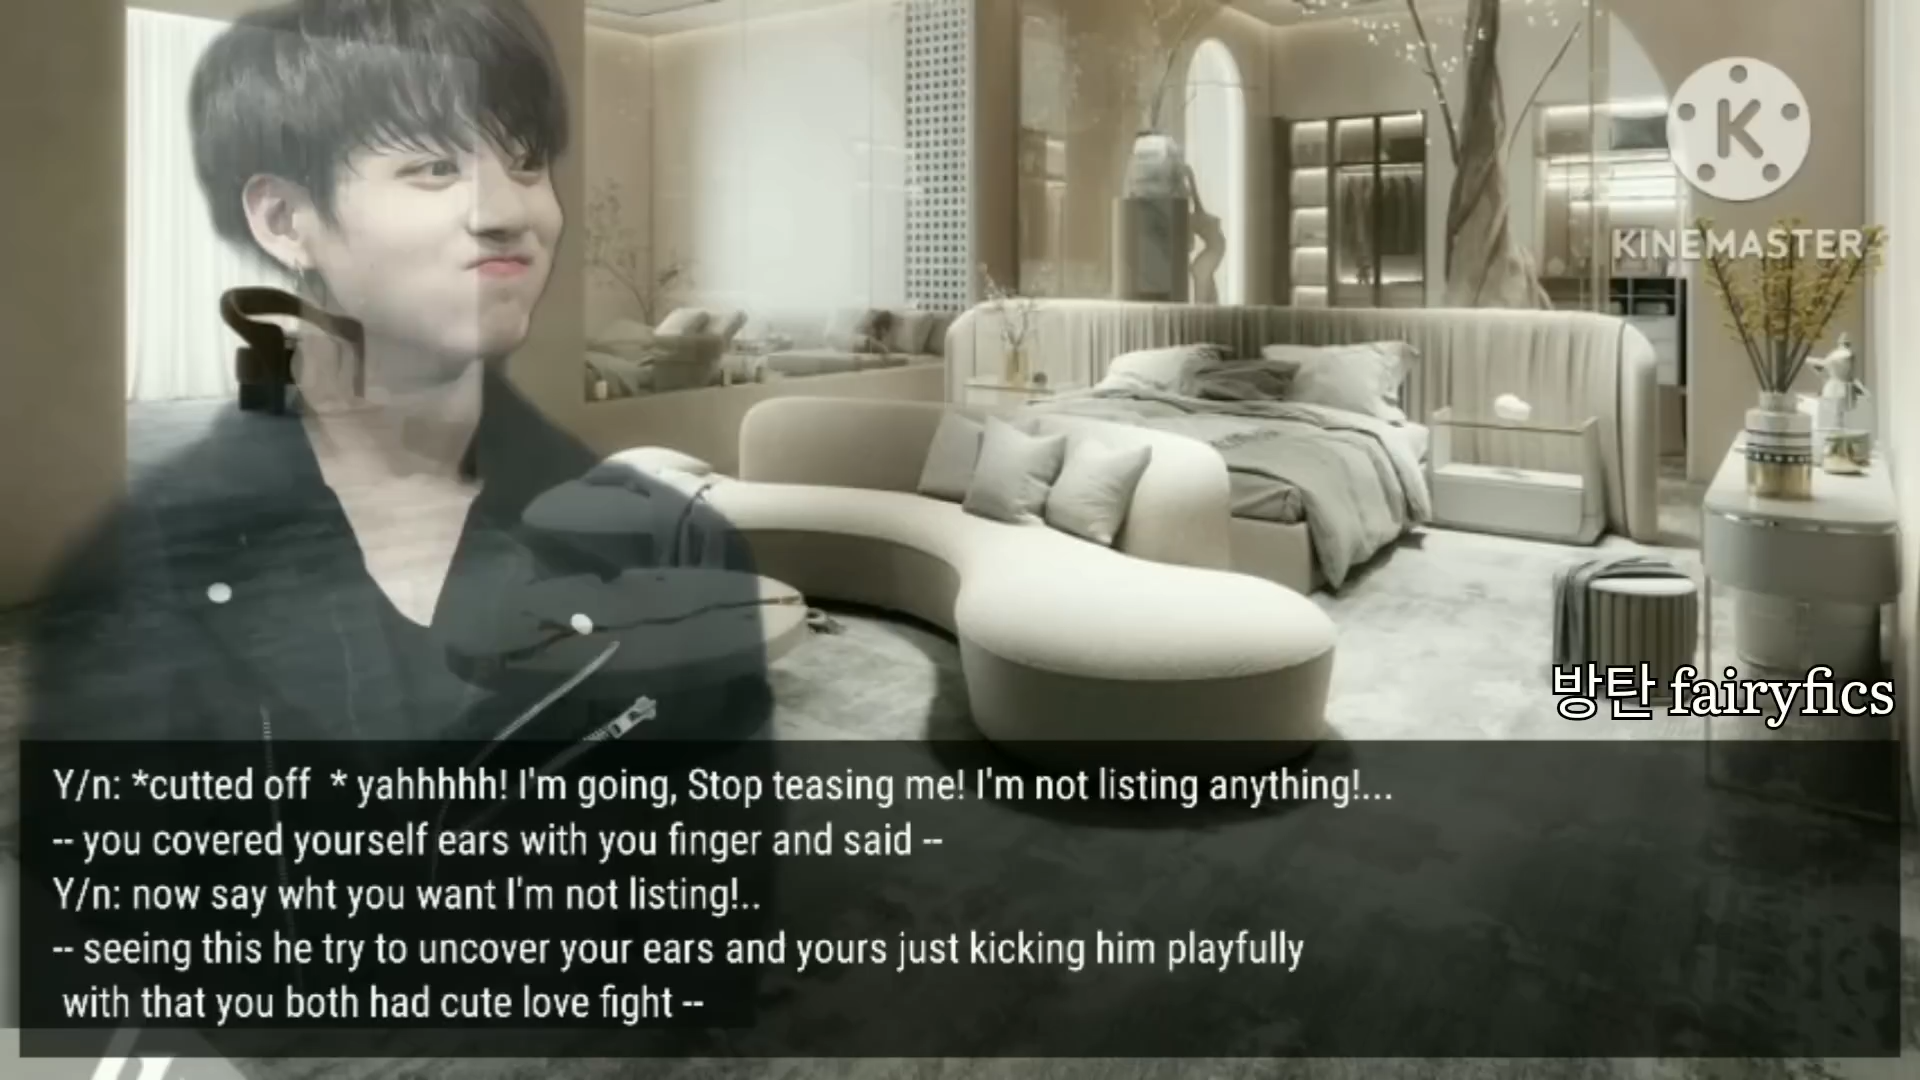 K
KINEMASTER
방탄 fairyfics
Y/n: *cutted off * yahhhhh! I'm going, Stop teasing me! I'm not listing anything!...
-- you covered yourself ears with you finger and said --
Y/n: now say wht you want I'm not listing!..
-- seeing this he try to uncover your ears and yours just kicking him playfully
with that you both had cute love fight --